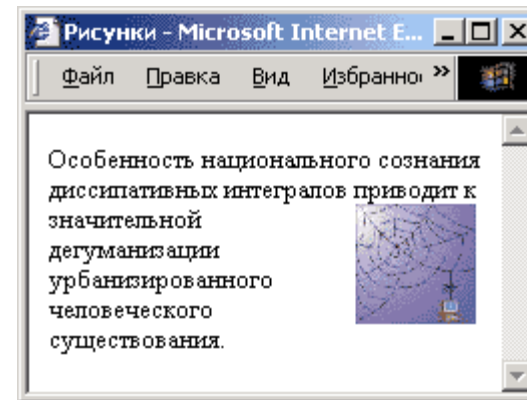 Рисунки - Microsoft Internet E...
Файл Правка Вид Избранно »
Особенность национального сознания
диссипативных интегралов приводит к
значительной
дегуманизации
урбанизированного
человеческого
существования.